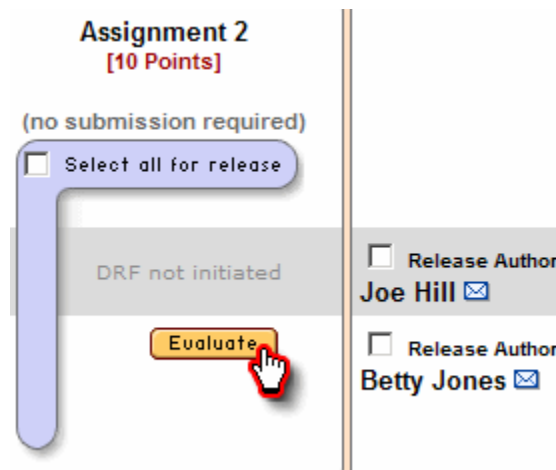 Assignment 2
[10 Points]
(no submission required)
Select all for release
DRF not initiated
Release Author
Joe Hill
Evaluate
Release Author
Betty Jones